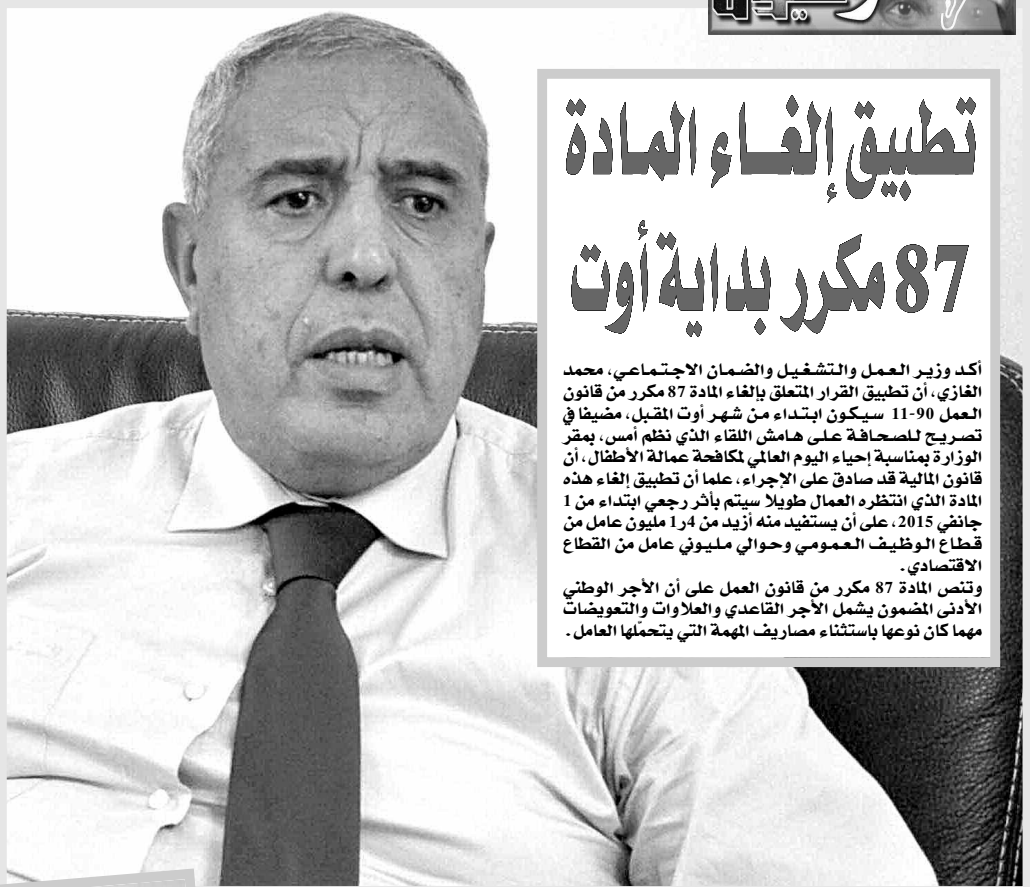 تطبيق إلغاء المادة
87 مكرر بداية أوت
أكد وزير العمل والتشغيل والضمان الاجتماعي، محمد
الغازي، أن تطبيق القرار المتعلق بإلغاء المادة 87 مكرر من قانون
العمل 90-11 سيكون ابتداء من شهر أوت المقبل، مضيفا في
تصريح للصحافة على هامش اللقاء الذي نظم أمس، بمقر
الوزارة بمناسبة إحياء اليوم العالمي لمكافحة عمالة الأطفال، أن
قانون المالية قد صادق على الإجراء، علما أن تطبيق إلغاء هذه
المادة الذي انتظره العمال طويلا سيتم بأثر رجعي ابتداء من 1
جانفي 2015، على أن يستفيد منه أزيد من 4ر1 مليون عامل من
قطاع الوظيف العمومي وحوالي مليوني عامل من القطاع
الاقتصادي.
وتنص المادة 87 مكرر من قانون العمل على أن الأجر الوطني
الأدنى المضمون يشمل الأجر القاعدي والعلاوات والتعويضات
مهما كان نوعها باستثناء مصاريف المهمة التي يتحمّلها العامل.